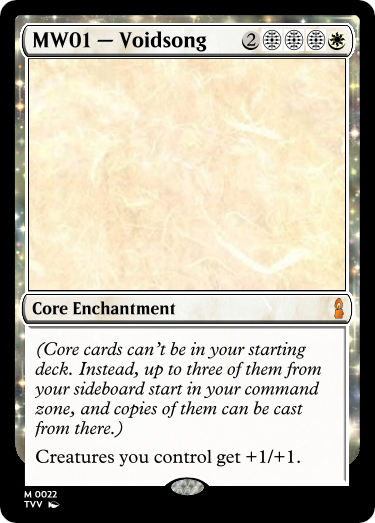 MW01 — Voidsong 2
Core Enchantment
(Core cards can't be in your starting
deck. Instead, up to three of them from
your sideboard start in your command
zone, and copies of them can be cast
from there.)
Creatures you control get +1/+1.
M 0022
TVV